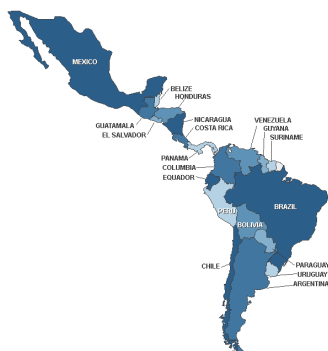 MEXICO
BELIZE
HONDURAS
GUATAMALA
EL SALVADOR
NICARAGUA
COSTA RICA
VENEZUELA
GUYANA
SURINAME
PANAMA
COLUMBIA
EQUADOR
PERU
BRAZIL
BOLIVIA
CHILE
PARAGUAY
URUGUAY
ARGENTINA